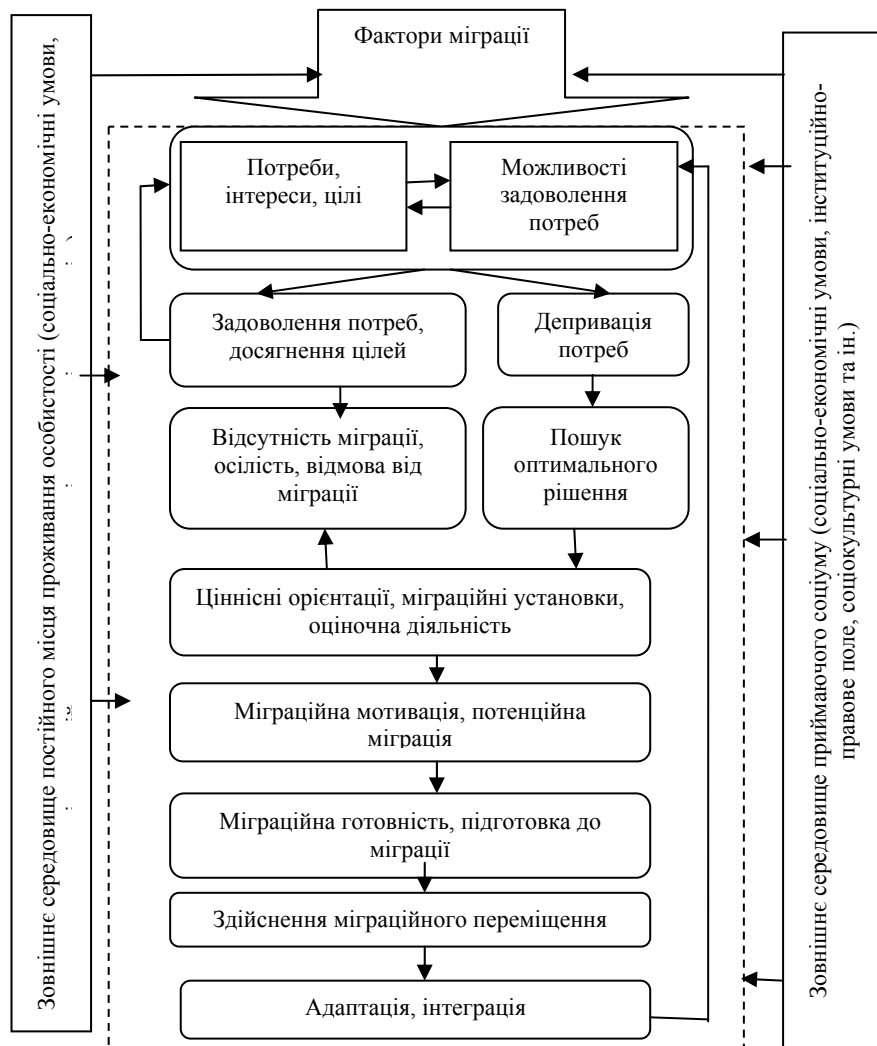 Фактори міграції
Потреби,
інтереси, цілі
Можливості
задоволення
потреб
Задоволення потреб,
досягнення цілей
Депривація
потреб
Відсутність міграції,
осілість, відмова від
міграції
Пошук
оптимального
рішення
Ціннісні орієнтації, міграційні установки,
оціночна діяльність
Міграційна мотивація, потенційна
міграція
Міграційна готовність, підготовка до
міграції
Здійснення міграційного переміщення
Адаптація, інтеграція
Зовнішнє середовище постійного місця проживання особистості (соціально-економічні умови,
Зовнішнє середовище приймаючого соціуму (соціально-економічні умови, інституційно-
правове поле, соціокультурні умови та ін.)